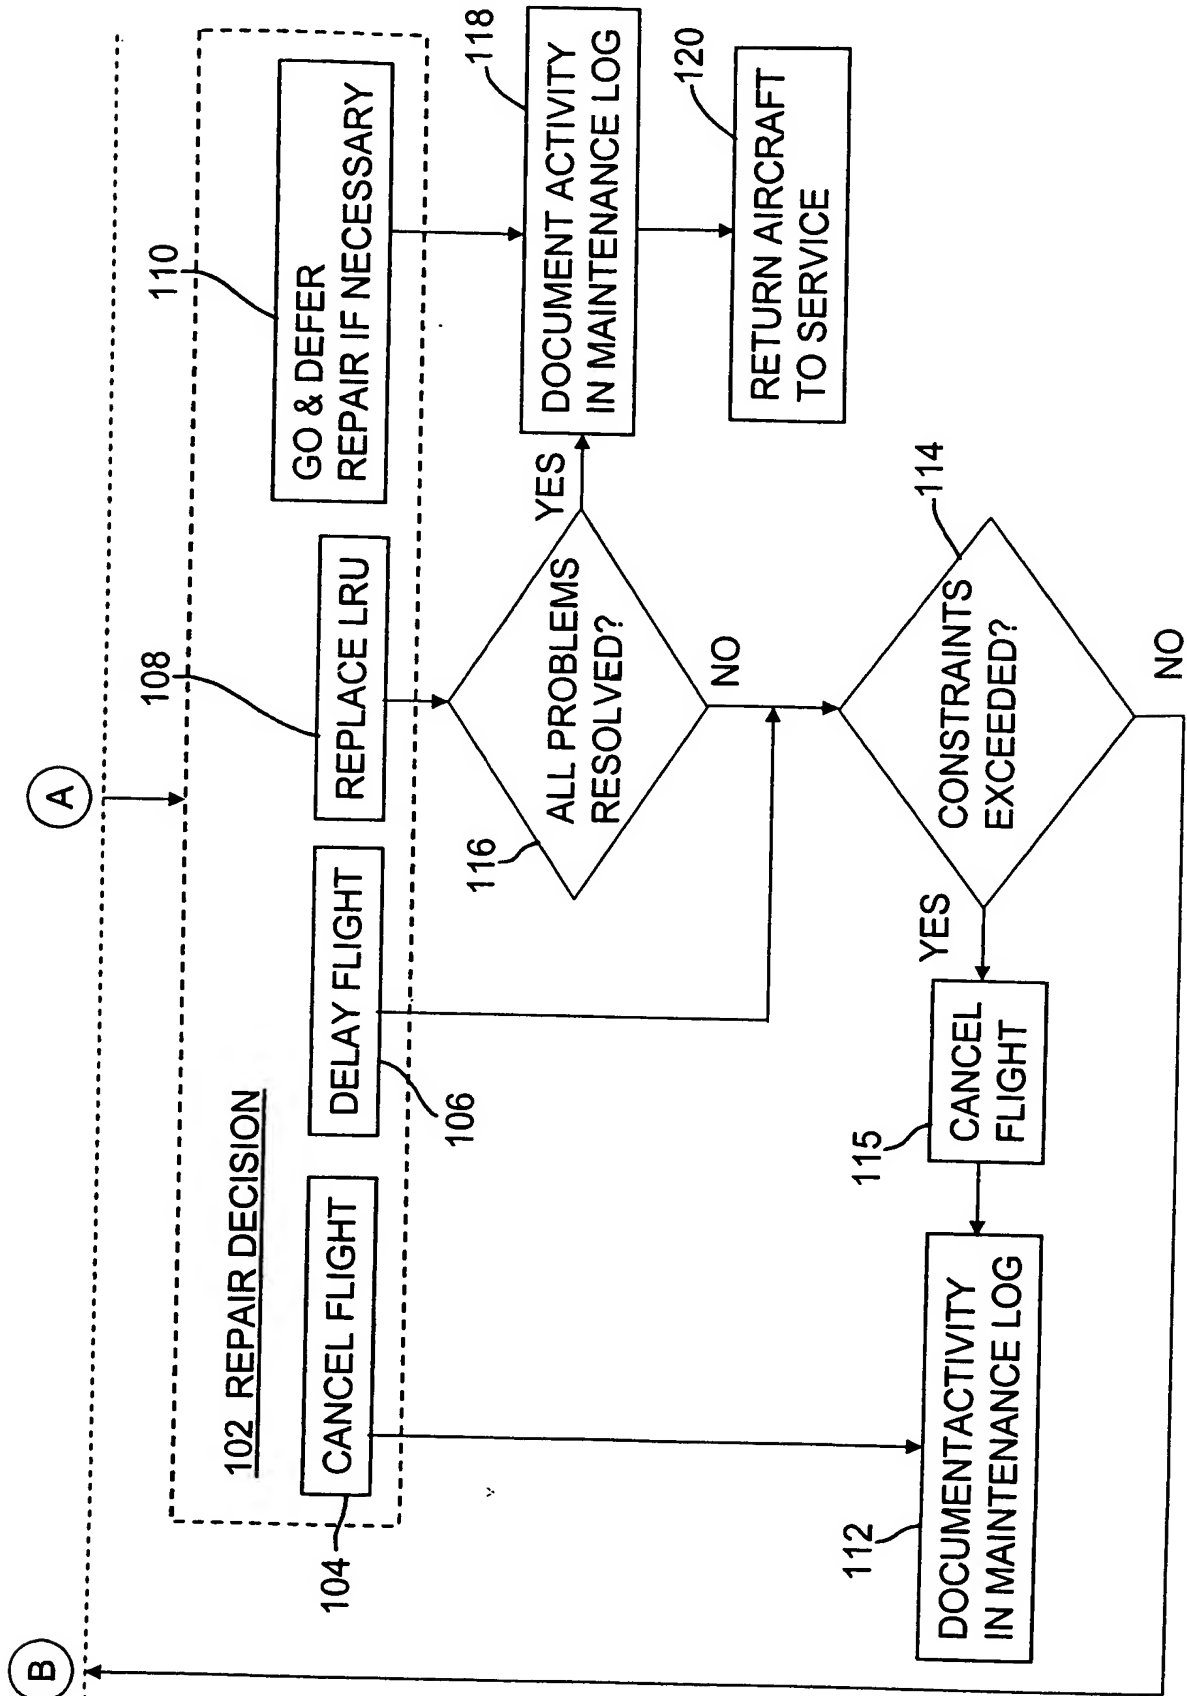 B
A
102 REPAIR DECISION
104
CANCEL FLIGHT
106
DELAY FLIGHT
108
REPLACE LRU
110
GO & DEFER
REPAIR IF NECESSARY
116
ALL PROBLEMS
RESOLVED?
YES
NO
118
DOCUMENT ACTIVITY
IN MAINTENANCE LOG
120
RETURN AIRCRAFT
TO SERVICE
114
CONSTRAINTS
EXCEEDED?
YES
NO
115
CANCEL
FLIGHT
112
DOCUMENTACTIVITY
IN MAINTENANCE LOG